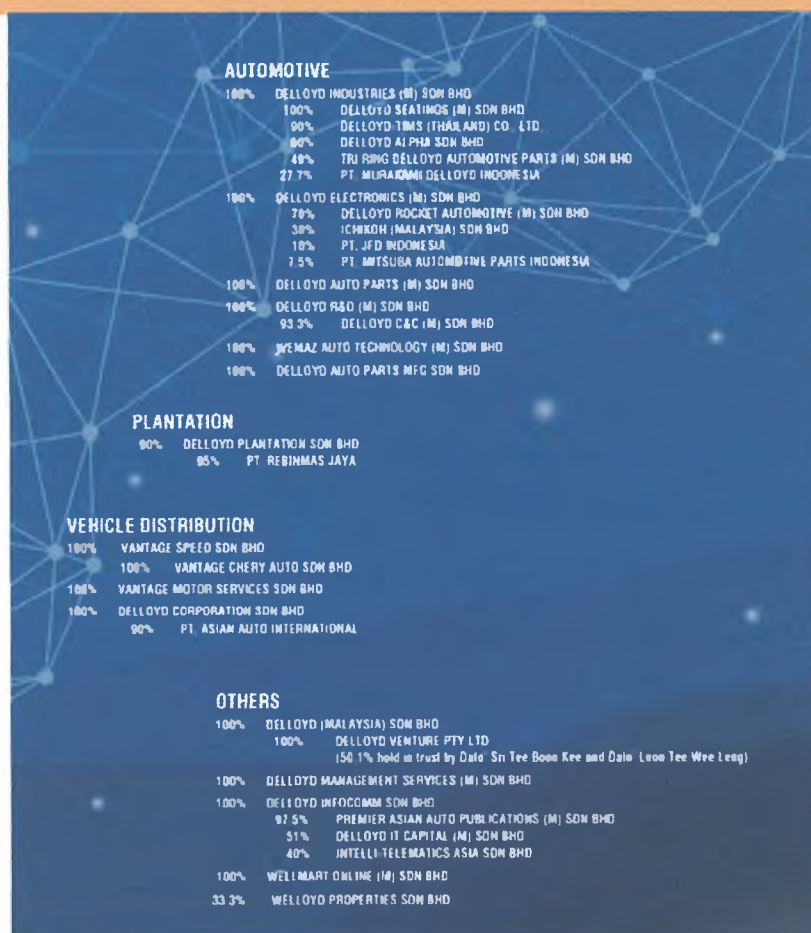 AUTOMOTIVE
100% DELLOYD INDUSTRIES (M) SDN BHD
100% DELLOYD SEATINGS (M) SDN BHD
90% DELLOYD TIMS (THAILAND) CO. LTD
DELLOYD ALPHA SDN BHD
TRI RING DELLOYD AUTOMOTIVE PARTS (M) SDN BHD
27.7% PT. MURAKAMI DELLOYD INDONESIA
100% DELLOYD ELECTRONICS (M) SDN BHD
70% DELLOYD ROCKET AUTOMOTIVE (M) SDN BHD
30% ICHIKOH (MALAYSIA) SDN BHD
10% PT. JFD INDONESIA
7.5% PT. MITSUBA AUTOMOTIVE PARTS INDONESIA
100% DELLOYD AUTO PARTS (M) SDN BHD
100% DELLOYD R&D (M) SDN BHD
93.3% DELLOYD C&C (M) SDN BHD
100% WEMAZ AUTO TECHNOLOGY (M) SDN BHD
100% DELLOYD AUTO PARTS MFG SDN BHD
PLANTATION
90% DELLOYD PLANTATION SDN BHD
95% PT. REBINMAS JAYA
VEHICLE DISTRIBUTION
100% VANTAGE SPEED SDN BHD
100% VANTAGE CHERY AUTO SDN BHD
100% VANTAGE MOTOR SERVICES SDN BHD
100% DELLOYD CORPORATION SDN BHD
90% PT. ASIAN AUTO INTERNATIONAL
OTHERS
100% DELLOYD (MALAYSIA) SDN BHD
100% DELLOYD VENTURE PTY LTD
(50.1% held in trust by Dato' Sri Tee Boon Kee and Dato' Leon Tee Wee Leng)
100% DELLOYD MANAGEMENT SERVICES (M) SDN BHD
100% DELLOYD INFOCOMM SDN BHD
97.5% PREMIER ASIAN AUTO PUBLICATIONS (M) SDN BHD
51% DELLOYD IT CAPITAL (M) SDN BHD
40% INTELLI-TELEMATICS ASIA SDN BHD
100% WELLMART ONLINE (M) SDN BHD
33.3% WELLOYD PROPERTIES SDN BHD